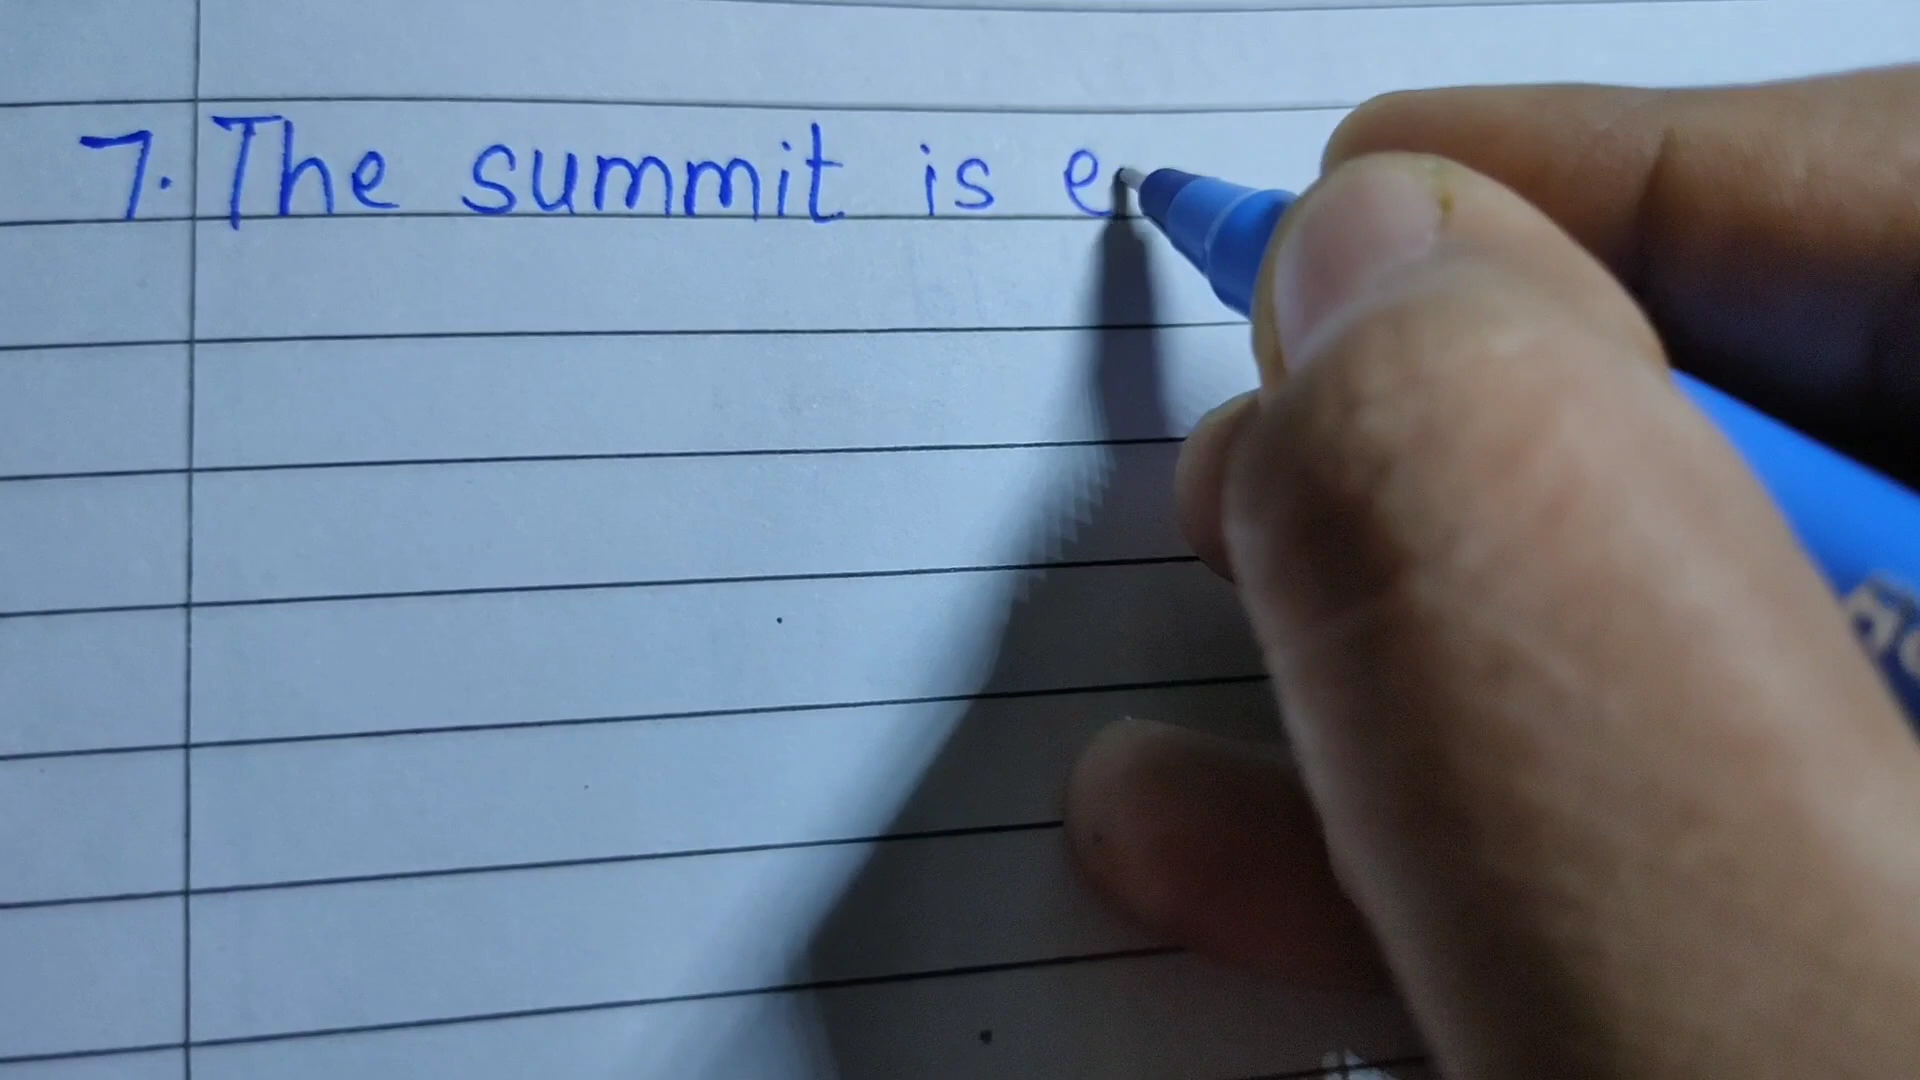 7. The summit is e